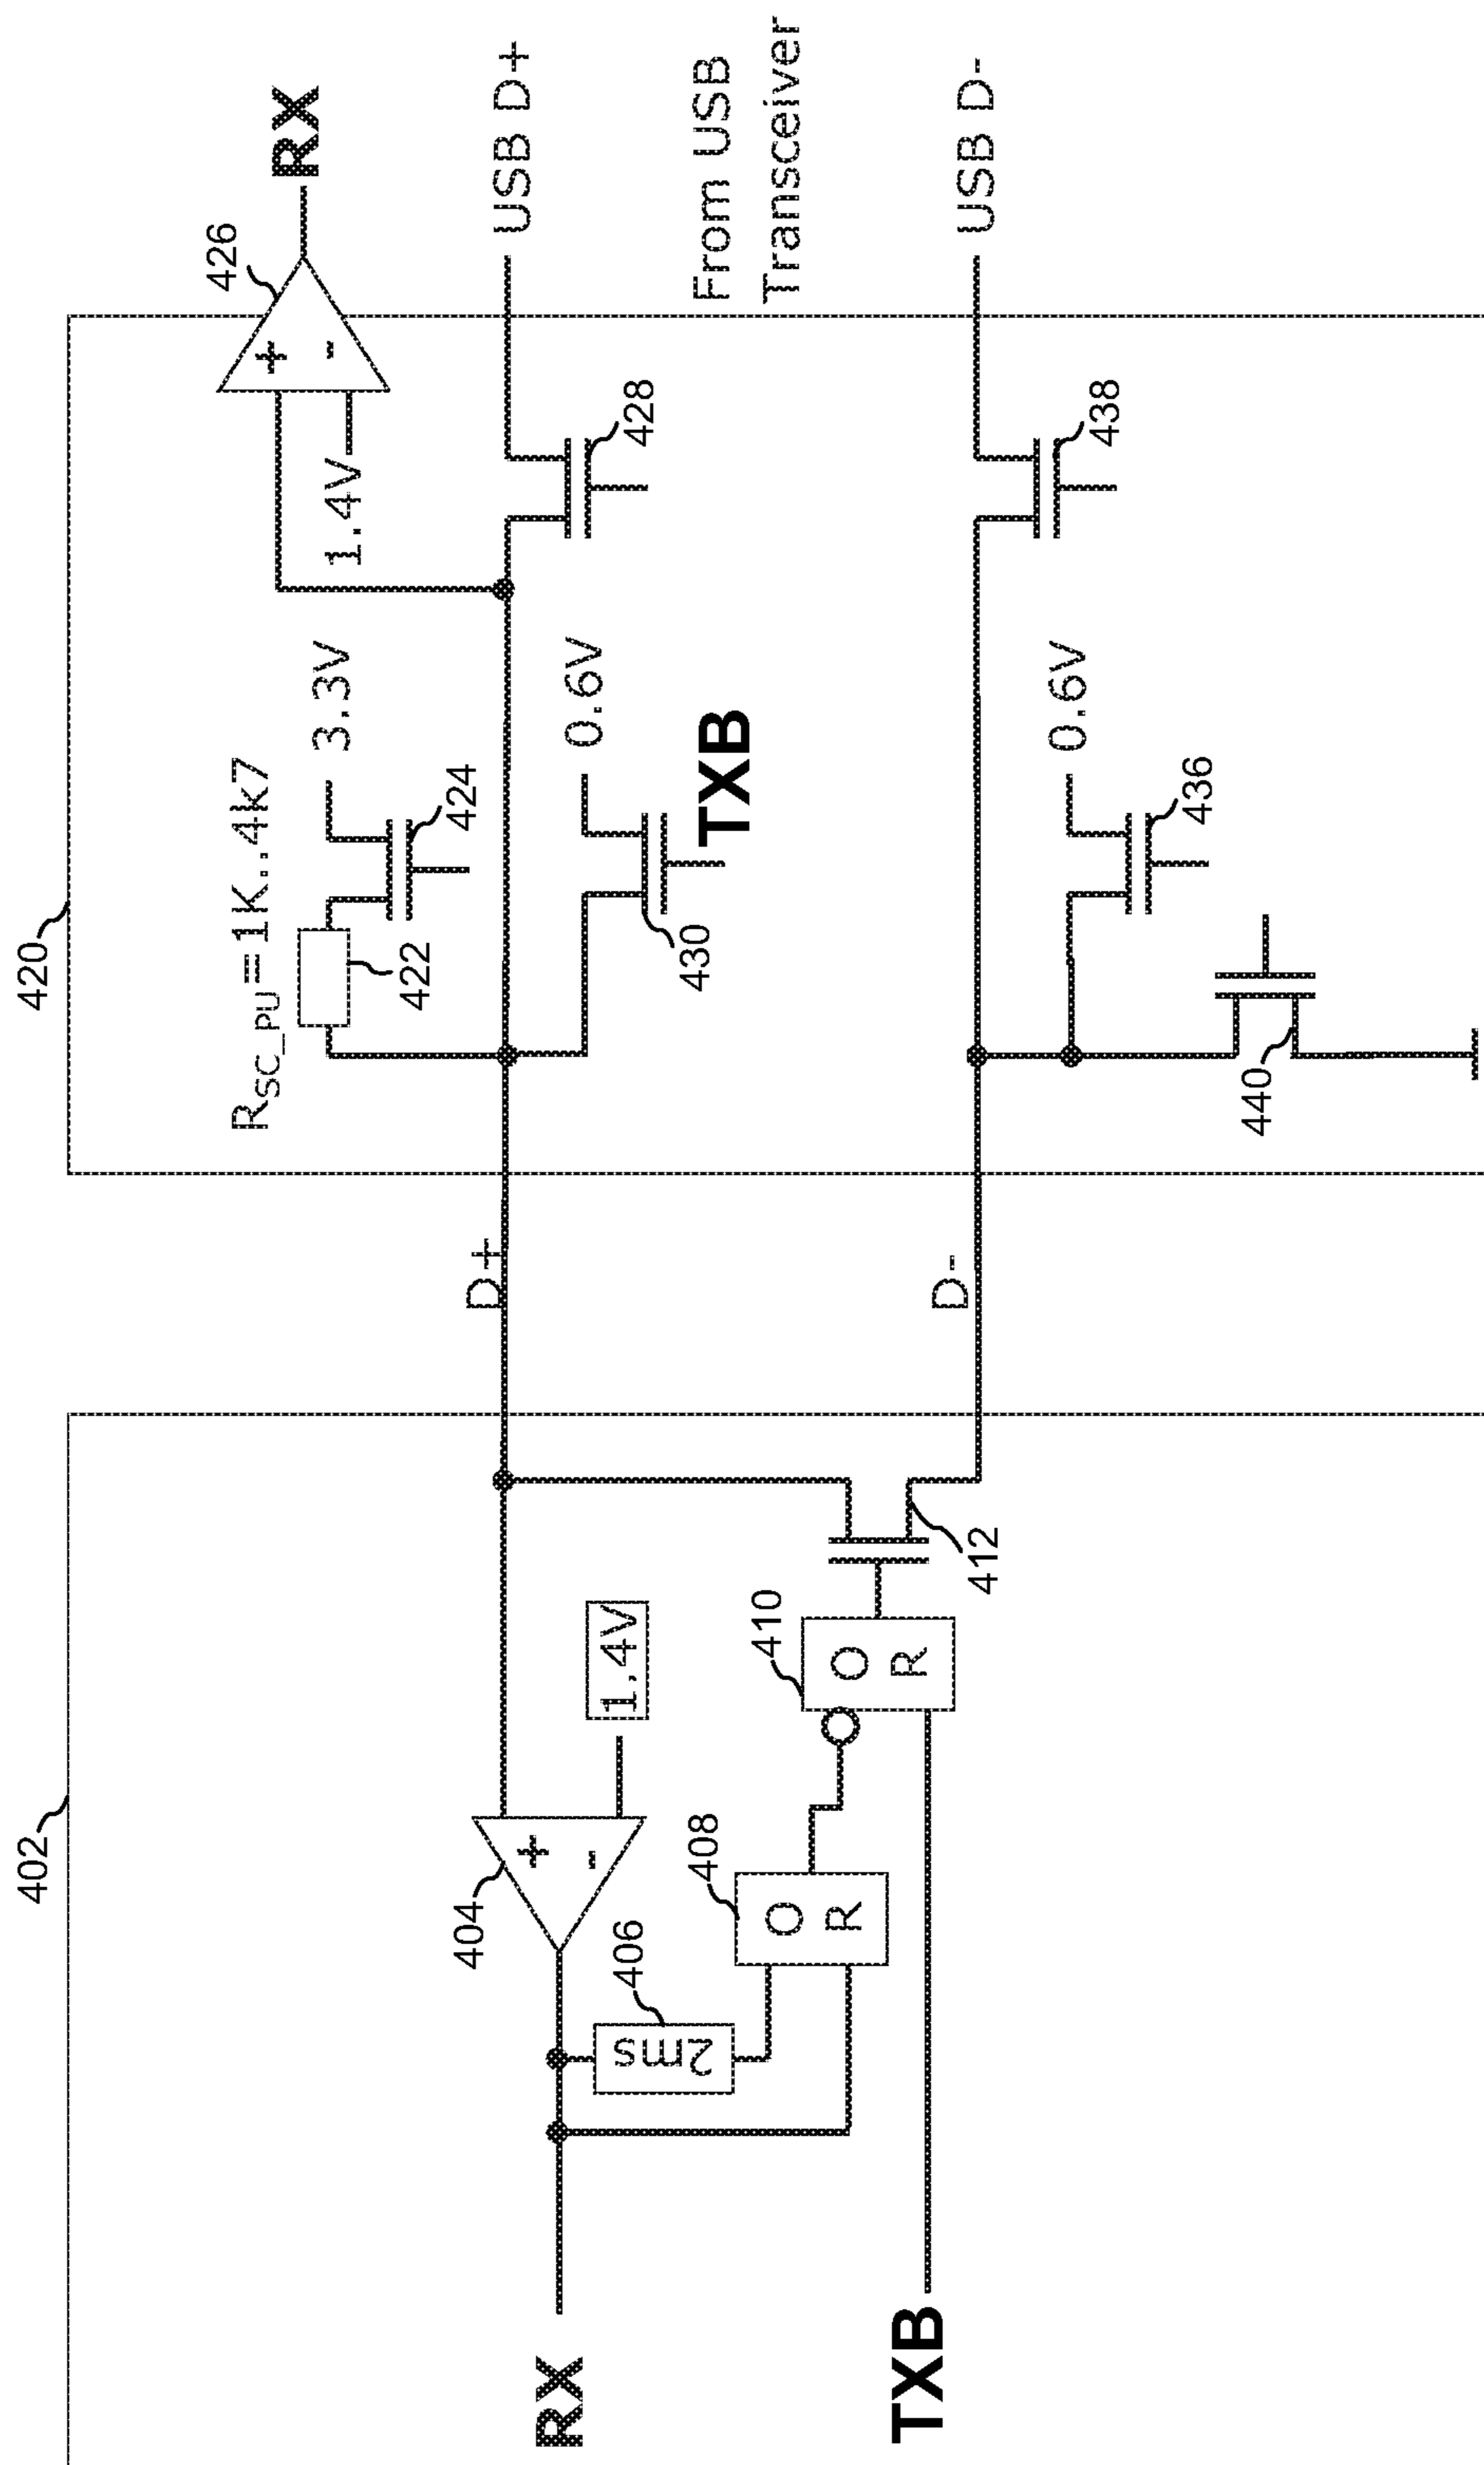 402
RX
TXB
404
406
2ms
408
O
R
410
O
R
1.4V
+
-
412
D+
D-
420
RSC_PU=1K..4k7
422
424
3.3V
430
0.6V
TXB
1.4V
+
-
426
RX
428
USB D+
From USB
Transceiver
436
0.6V
440
438
USB D-